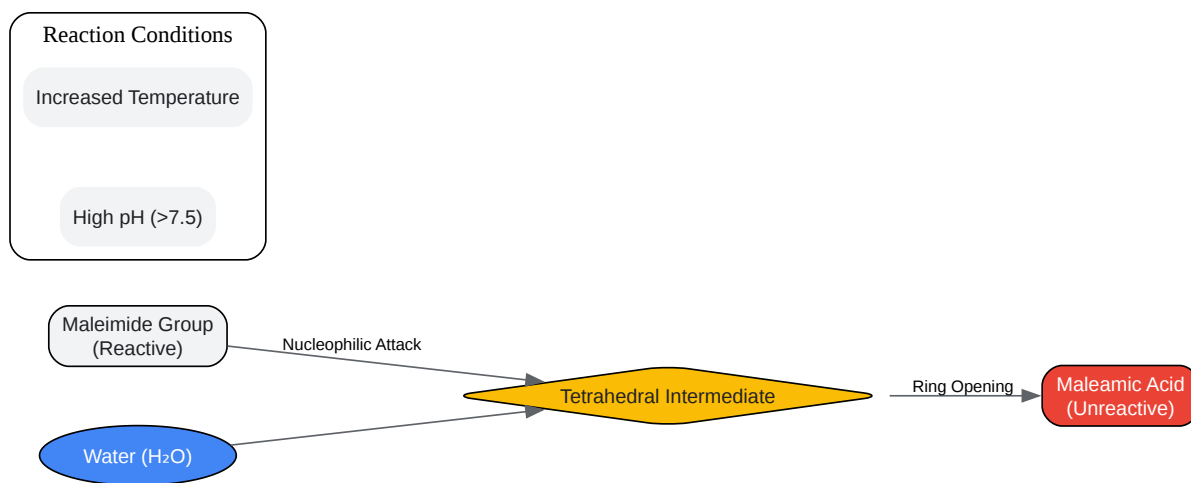 Reaction Conditions
Increased Temperature
High pH (>7.5)
Maleimide Group
(Reactive)
Nucleophilic Attack
Water (H₂O)
Tetrahedral Intermediate
Ring Opening
Maleamic Acid
(Unreactive)